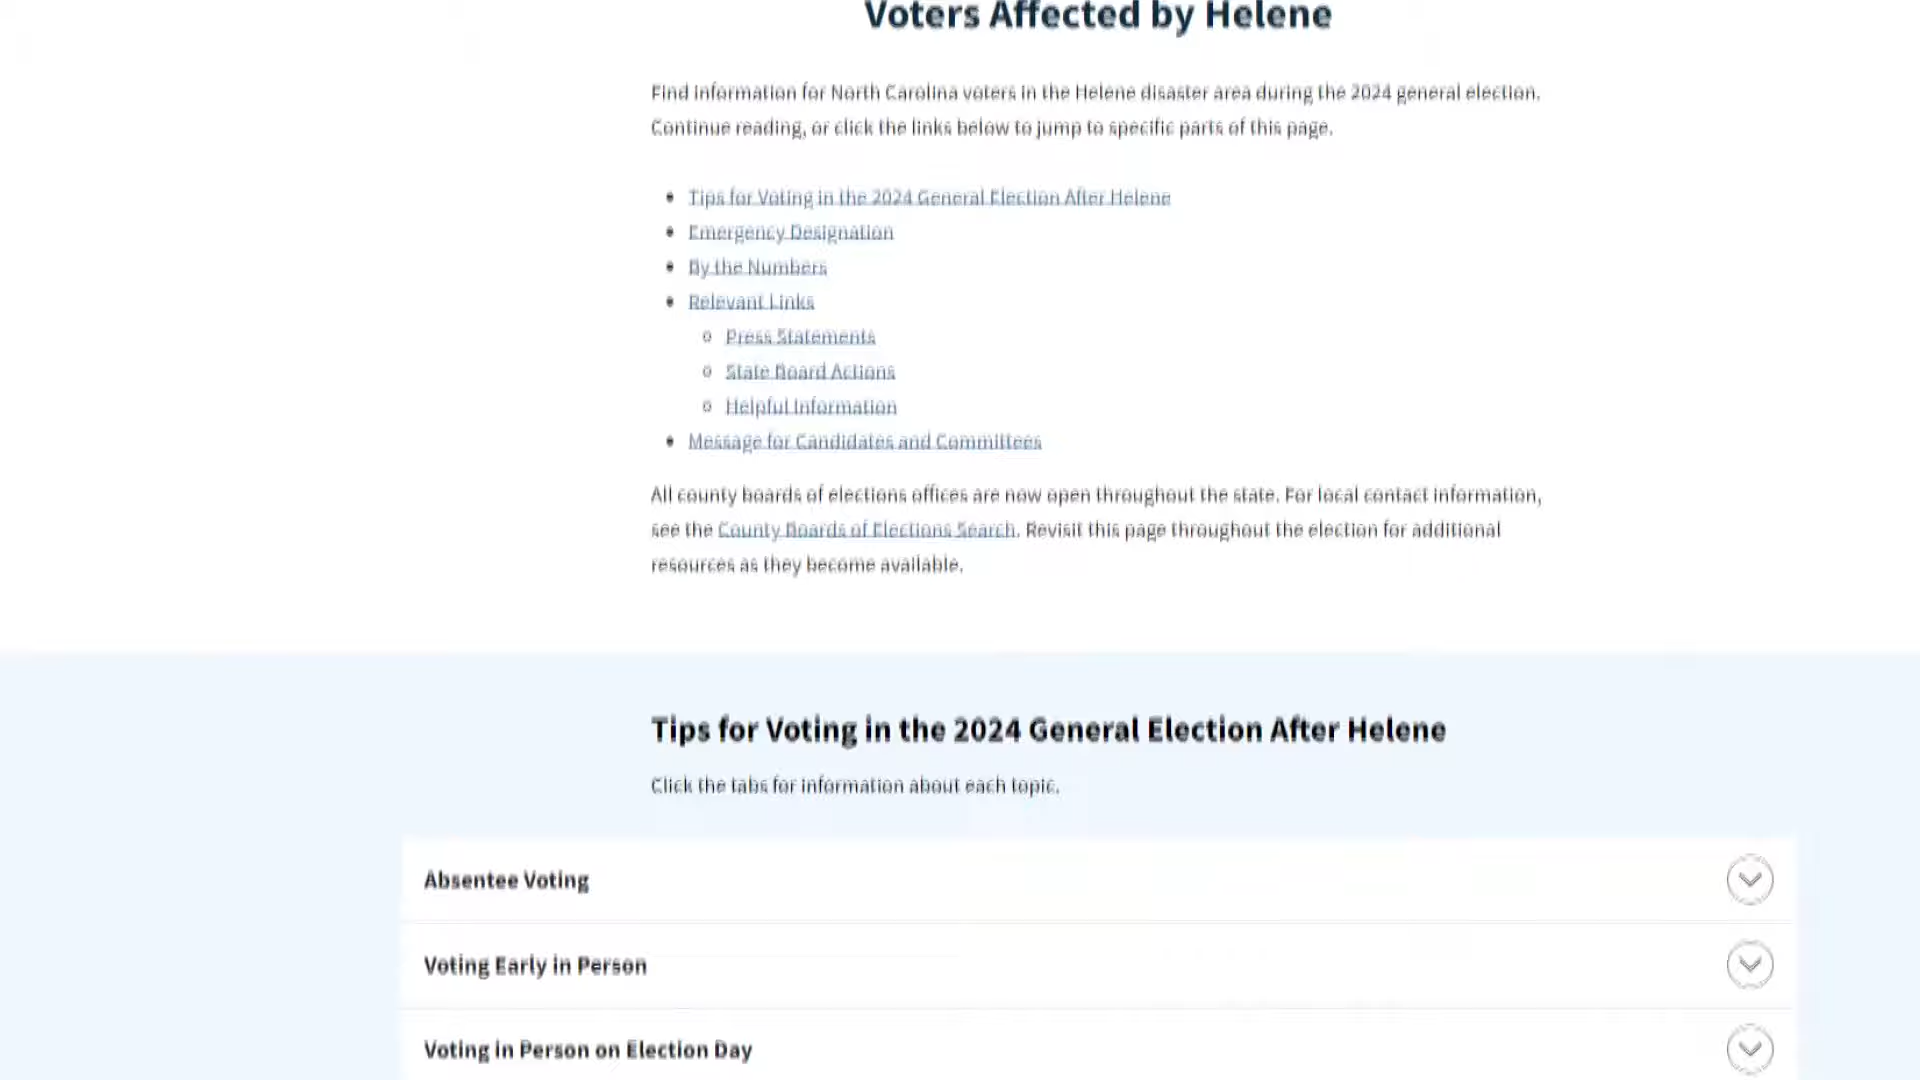 Voters Affected by Helene
Find information for North Carolina voters in the Helene disaster area during the 2024 general election.
Continue reading, or click the links below to jump to specific parts of this page.
Tips for Voting in the 2024 General Election After Helene
Emergency Designation
By the Numbers
Relevant Links
Press Statements
State Board Actions
Helpful Information
Message for Candidates and Committees
All county boards of elections offices are now open throughout the state. For local contact information,
see the County Boards of Elections Search. Revisit this page throughout the election for additional
resources as they become available.
Tips for Voting in the 2024 General Election After Helene
Click the tabs for information about each topic.
Absentee Voting
Voting Early in Person
Voting in Person on Election Day